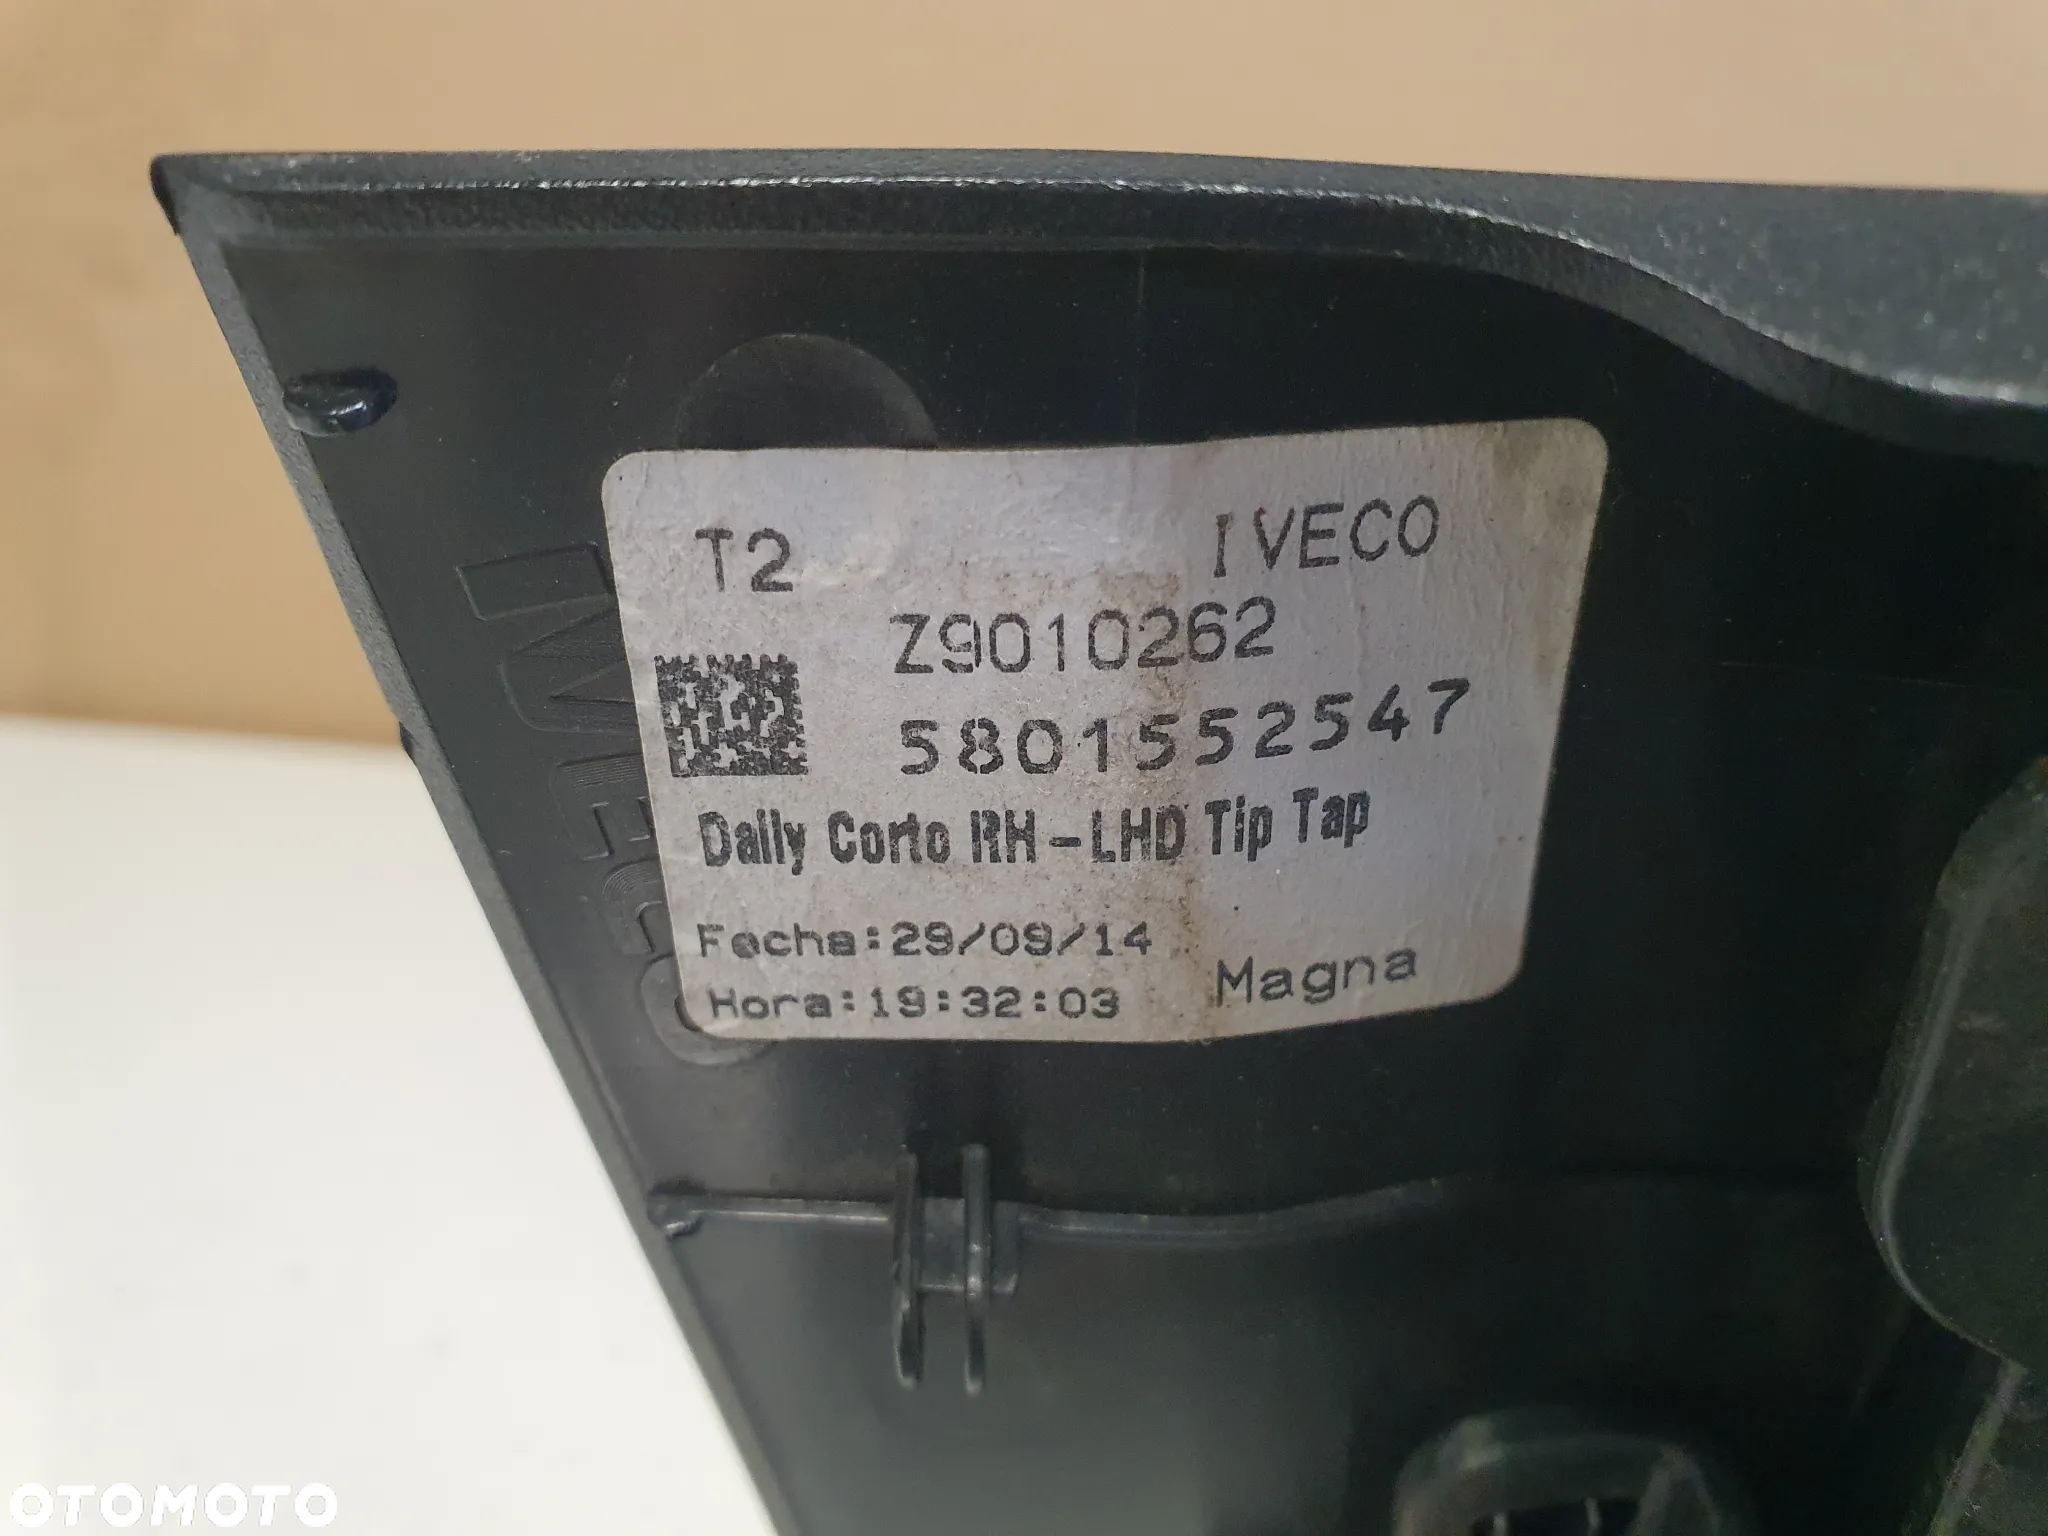 T2 IVECO
Z9010262
5801552547
Daily Corto RH-LHD Tip Tap
Fecha:29/09/14
Hora:19:32:03 Magna
IVECO
OTOMOTO